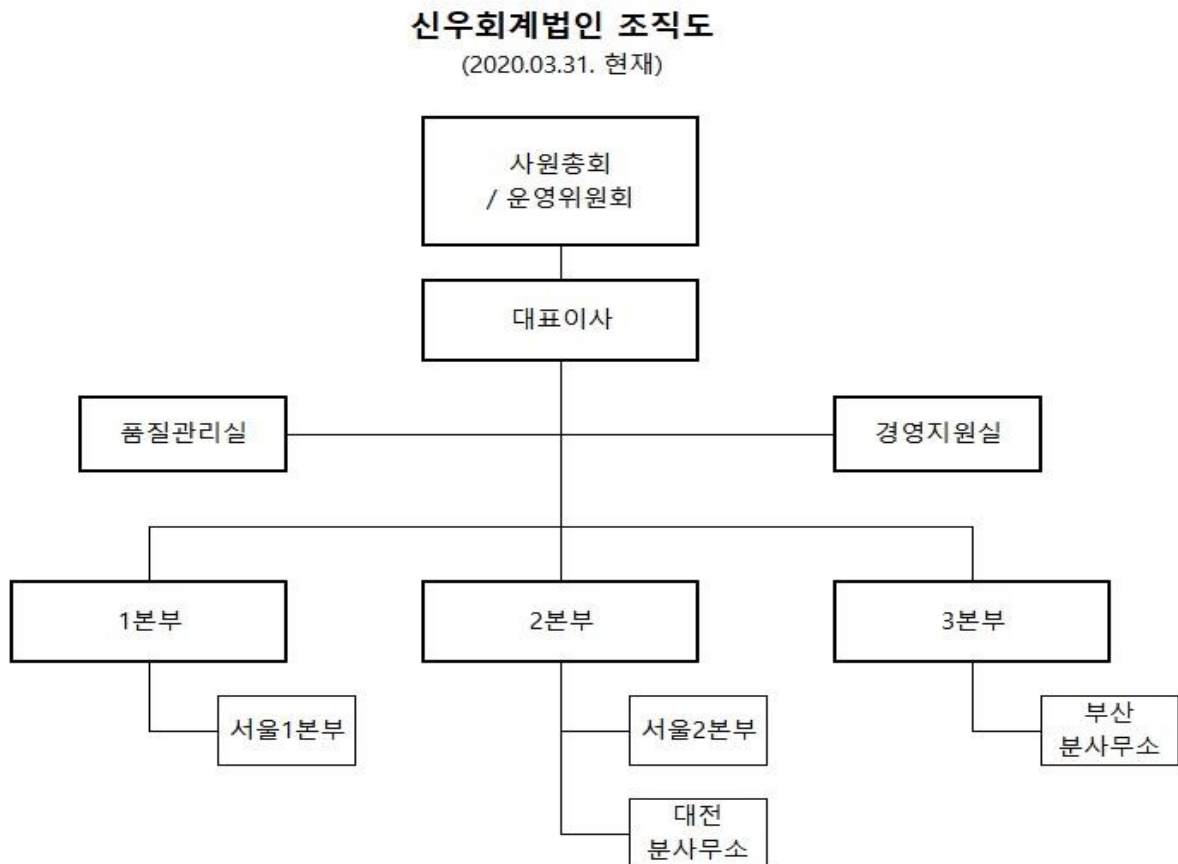 신우회계법인 조직도
(2020.03.31. 현재)
사원총회
/ 운영위원회
대표이사
품질관리실
경영지원실
1본부
2본부
3본부
서울1본부
서울2본부
부산
분사무소
대전
분사무소